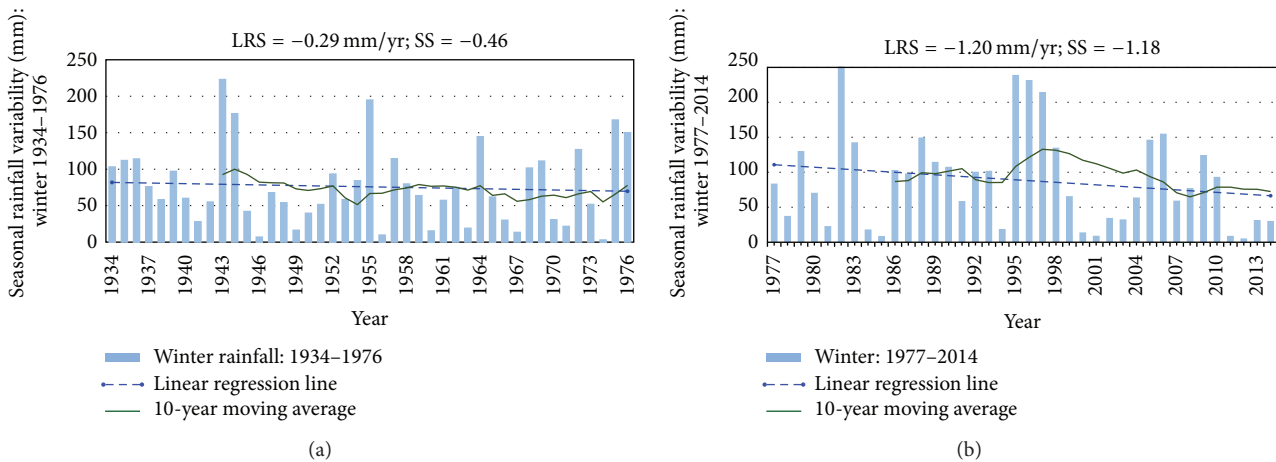 LRS = −0.29 mm/yr; SS = −0.46
Seasonal rainfall variability (mm):
winter 1934–1976
250
200
150
100
50
0
1934
1937
1940
1943
1946
1949
1952
1955
1958
1961
1964
1967
1970
1973
1976
Year
Winter rainfall: 1934–1976
Linear regression line
10-year moving average
(a)
LRS = −1.20 mm/yr; SS = −1.18
Seasonal rainfall variability (mm):
winter 1977–2014
250
200
150
100
50
0
1977
1980
1983
1986
1989
1992
1995
1998
2001
2004
2007
2010
2013
Year
Winter: 1977–2014
Linear regression line
10-year moving average
(b)